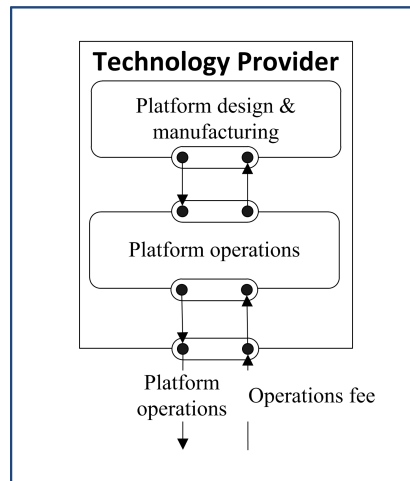 Technology Provider
Platform design &
manufacturing
Platform operations
Platform
operations
Operations fee